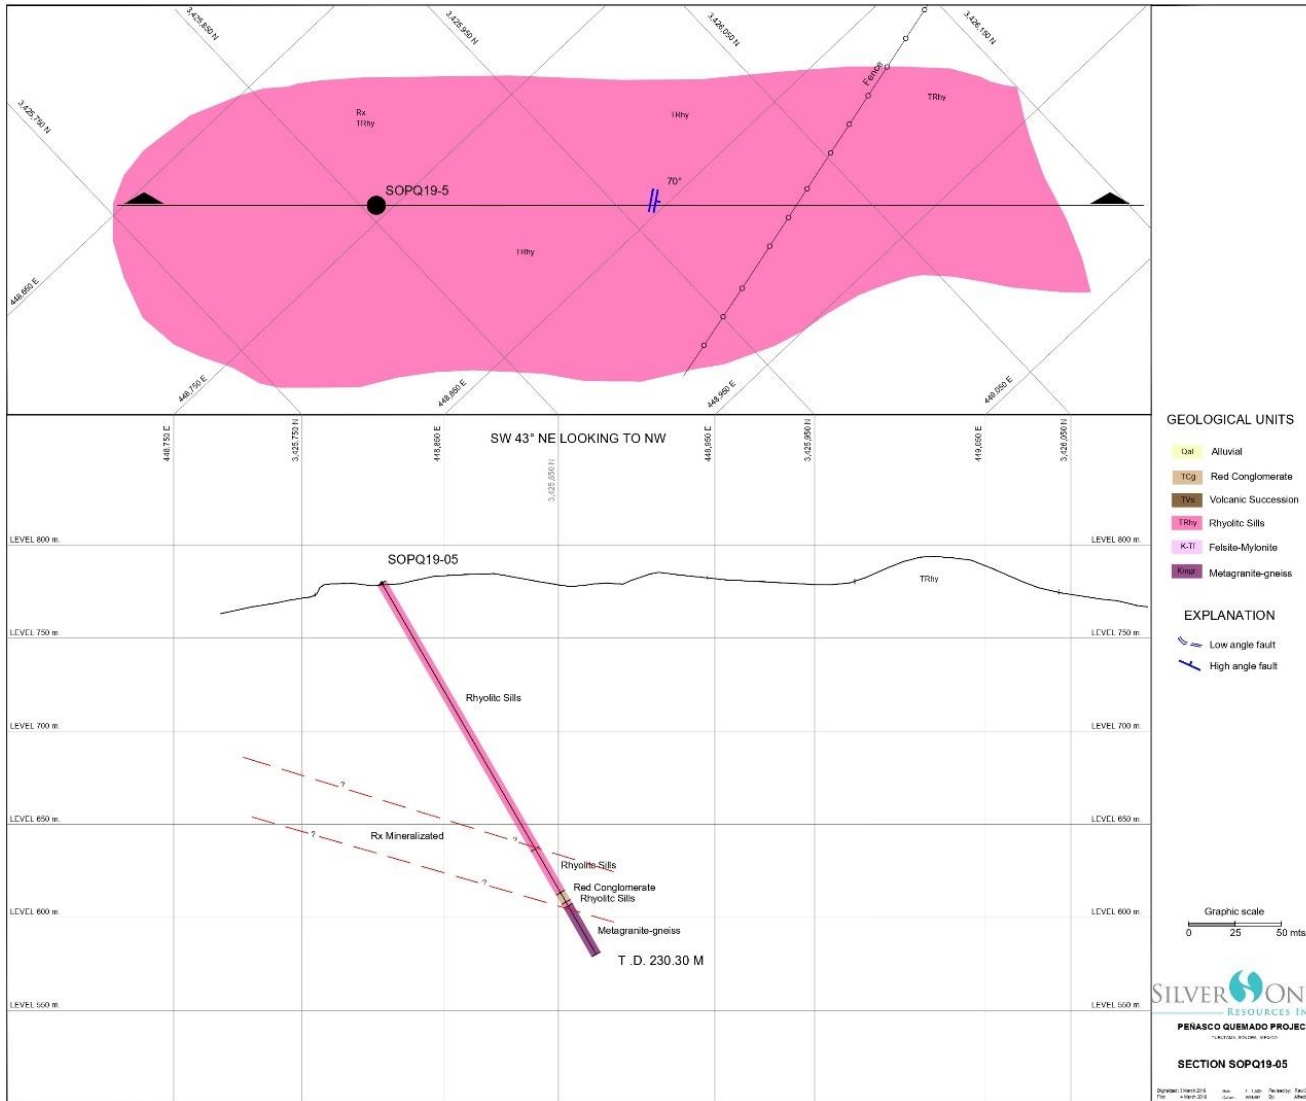 3,425,850 N
3,425,950 N
3,426,050 N
3,426,150 N
3,425,750 N
Fence
TRhy
Rx
TRhy
TRhy
70°
SOPQ19-5
TRhy
448,650 E
448,750 E
448,850 E
448,950 E
449,050 E
448,750 E
3,425,750 N
448,850 E
SW 43° NE LOOKING TO NW
3,425,850 N
448,950 E
3,425,950 N
449,050 E
3,426,050 N
LEVEL 800 m.
LEVEL 800 m.
SOPQ19-05
TRhy
LEVEL 750 m.
LEVEL 750 m.
Rhyolitc Sills
LEVEL 700 m.
LEVEL 700 m.
?
LEVEL 650 m.
LEVEL 650 m.
?
Rx Mineralizated
?
Rhyolitc Sills
?
Red Conglomerate
Rhyolitc Sills
LEVEL 600 m.
LEVEL 600 m.
Metagranite-gneiss
T .D. 230.30 M
LEVEL 550 m.
LEVEL 550 m.
GEOLOGICAL UNITS
Qal Alluvial
TCg Red Conglomerate
TVs Volcanic Succession
TRhy Rhyolitc Sills
K-Tf Felsite-Mylonite
Metagranite-gneiss
EXPLANATION
Low angle fault
High angle fault
Graphic scale
0 25 50 mts
SILVER ON
RESOURCES IN
PEÑASCO QUEMADO PROJEC
SECTION SOPQ19-05